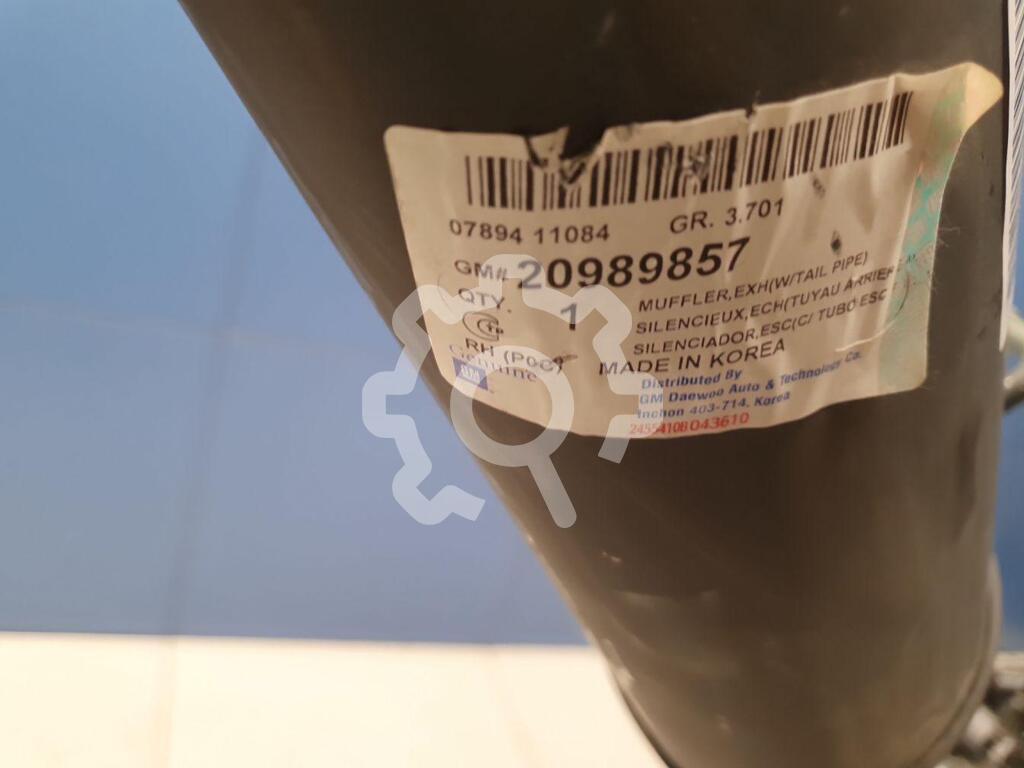 07894 11084 GR. 3.701
GM# 20989857
QTY. 1
MUFFLER,EXH(W/TAIL PIPE)
SILENCIEUX,ECH(TUYAU ARRIERE
SILENCIADOR,ESC(C/ TUBO ESC
RH (POC)
MADE IN KOREA
Genuine
GM
Distributed By
GM Daewoo Auto & Technology Co.
Inchon 403-714, Korea
24554108043610